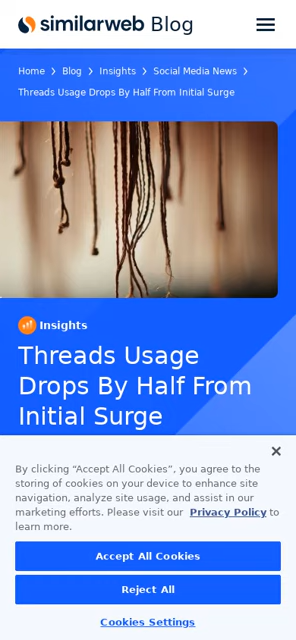 similarweb Blog
Home > Blog > Insights > Social Media News >
Threads Usage Drops By Half From Initial Surge
Insights
Threads Usage
Drops By Half From
Initial Surge
By clicking “Accept All Cookies”, you agree to the
storing of cookies on your device to enhance site
navigation, analyze site usage, and assist in our
marketing efforts. Please visit our Privacy Policy to
learn more.
Accept All Cookies
Reject All
Cookies Settings